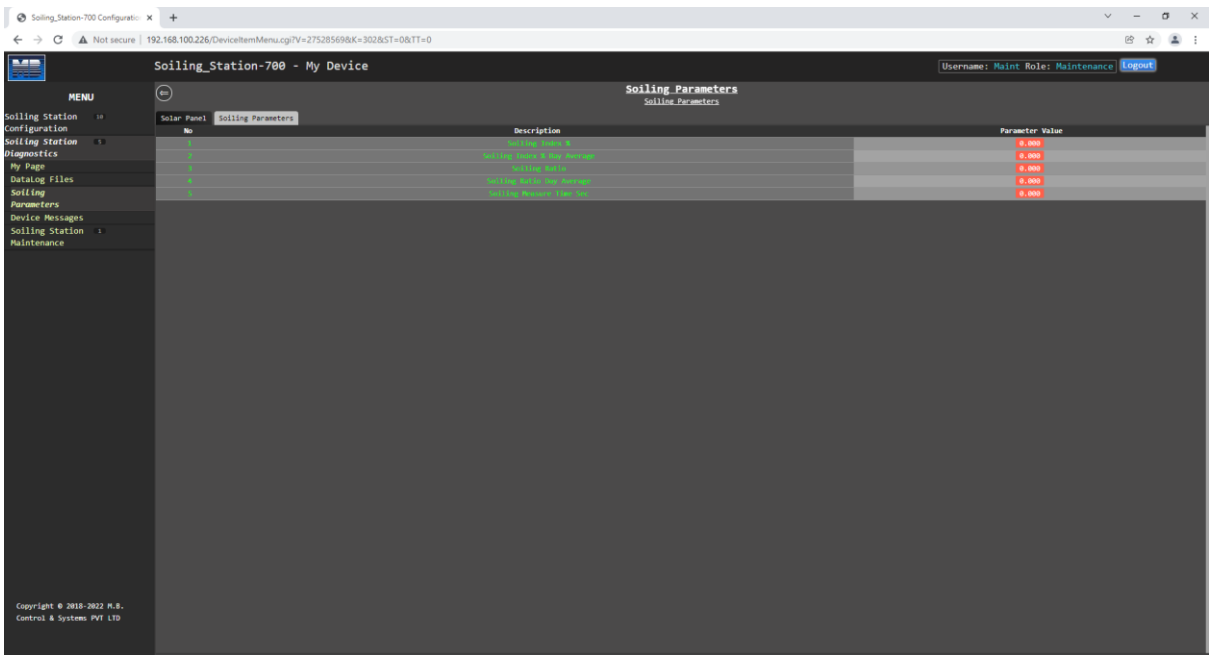 Soiling_Station-700 Configuratio
Not secure 192.168.100.226/DeviceItemMenu.cgi?V=27528569&K=302&ST=0&TT=0
MB
Soiling_Station-700 - My Device
Username: Maint Role: Maintenance Logout
MENU
Soiling Parameters
Soiling Parameters
Soiling Station 10
Configuration
Soiling Station
Diagnostics
My Page
DataLog Files
Soiling
Parameters
Device Messages
Soiling Station 1
Maintenance
Solar Panel Soiling Parameters
No Description Parameter Value
1 Soiling Index % 0.000
2 Soiling Index % Day Average 0.000
3 Soiling Ratio 0.000
4 Soiling Ratio Day Average 0.000
5 Soiling Measure Time Sec 0.000
Copyright © 2018-2022 M.B.
Control & Systems PVT LTD